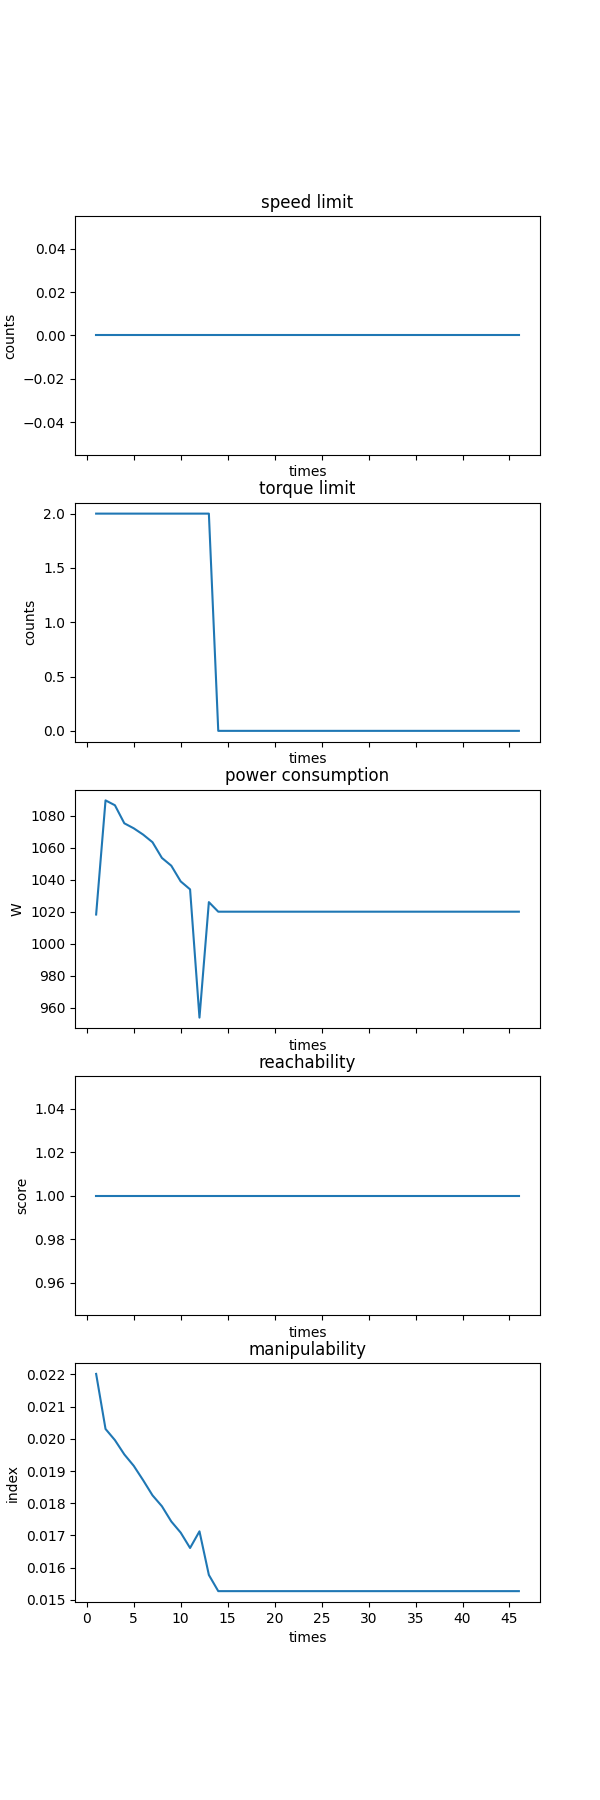 speed limit
0.04
0.02
0.00
−0.02
−0.04
counts
times
torque limit
2.0
1.5
1.0
0.5
0.0
counts
times
power consumption
1080
1060
1040
1020
1000
980
960
W
times
reachability
1.04
1.02
1.00
0.98
0.96
score
times
manipulability
0.022
0.021
0.020
0.019
0.018
0.017
0.016
0.015
index
0 5 10 15 20 25 30 35 40 45
times